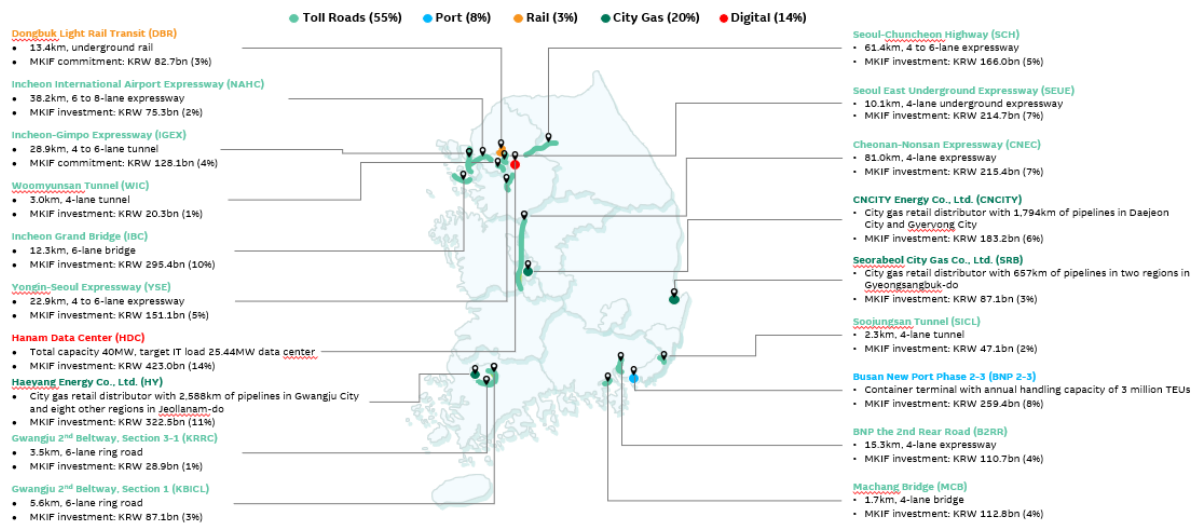 Toll Roads (55%)
Port (8%)
Rail (3%)
City Gas (20%)
Digital (14%)
Dongbuk Light Rail Transit (DBR)
• 13.4km, underground rail
• MKIF commitment: KRW 82.7bn (3%)
Incheon International Airport Expressway (NAHC)
• 38.2km, 6 to 8-lane expressway
• MKIF investment: KRW 75.3bn (2%)
Incheon-Gimpo Expressway (IGEX)
• 28.9km, 4 to 6-lane tunnel
• MKIF commitment: KRW 128.1bn (4%)
Woomyunsan Tunnel (WIC)
• 3.0km, 4-lane tunnel
• MKIF investment: KRW 20.3bn (1%)
Incheon Grand Bridge (IBC)
• 12.3km, 6-lane bridge
• MKIF investment: KRW 295.4bn (10%)
Yongin-Seoul Expressway (YSE)
• 22.9km, 4 to 6-lane expressway
• MKIF investment: KRW 151.1bn (5%)
Hanam Data Center (HDC)
• Total capacity 40MW, target IT load 25.44MW data center
• MKIF investment: KRW 423.0bn (14%)
Haeyang Energy Co., Ltd. (HY)
• City gas retail distributor with 2,588km of pipelines in Gwangju City
and eight other regions in Jeollanam-do
• MKIF investment: KRW 322.5bn (11%)
Gwangju 2nd Beltway, Section 3-1 (KRRC)
• 3.5km, 6-lane ring road
• MKIF investment: KRW 28.9bn (1%)
Gwangju 2nd Beltway, Section 1 (KBICL)
• 5.6km, 6-lane ring road
• MKIF investment: KRW 87.1bn (3%)
Seoul-Chuncheon Highway (SCH)
• 61.4km, 4 to 6-lane expressway
• MKIF investment: KRW 166.0bn (5%)
Seoul East Underground Expressway (SEUE)
• 10.1km, 4-lane underground expressway
• MKIF investment: KRW 214.7bn (7%)
Cheonan-Nonsan Expressway (CNEC)
• 81.0km, 4-lane expressway
• MKIF investment: KRW 215.4bn (7%)
CNCITY Energy Co., Ltd. (CNCITY)
• City gas retail distributor with 1,794km of pipelines in Daejeon
City and Gyeryong City
• MKIF investment: KRW 183.2bn (6%)
Seorabeol City Gas Co., Ltd. (SRB)
• City gas retail distributor with 657km of pipelines in two regions in
Gyeongsangbuk-do
• MKIF investment: KRW 87.1bn (3%)
Soojungsan Tunnel (SICL)
• 2.3km, 4-lane tunnel
• MKIF investment: KRW 47.1bn (2%)
Busan New Port Phase 2-3 (BNP 2-3)
• Container terminal with annual handling capacity of 3 million TEUs
• MKIF investment: KRW 259.4bn (8%)
BNP the 2nd Rear Road (B2RR)
• 15.3km, 4-lane expressway
• MKIF investment: KRW 110.7bn (4%)
Machang Bridge (MCB)
• 1.7km, 4-lane bridge
• MKIF investment: KRW 112.8bn (4%)